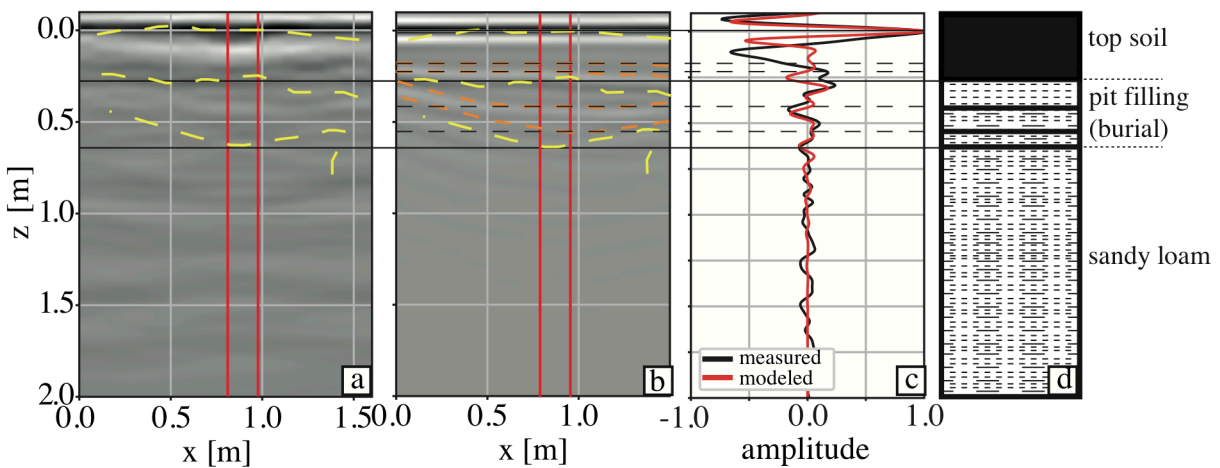 0.0
0.5
1.0
1.5
2.0
z [m]
0.0 0.5 1.0 1.5
x [m]
a
0.0 0.5 1.0
x [m]
b
-1.0 0.0 1.0
amplitude
measured
modeled
c
d
top soil
pit filling
(burial)
sandy loam